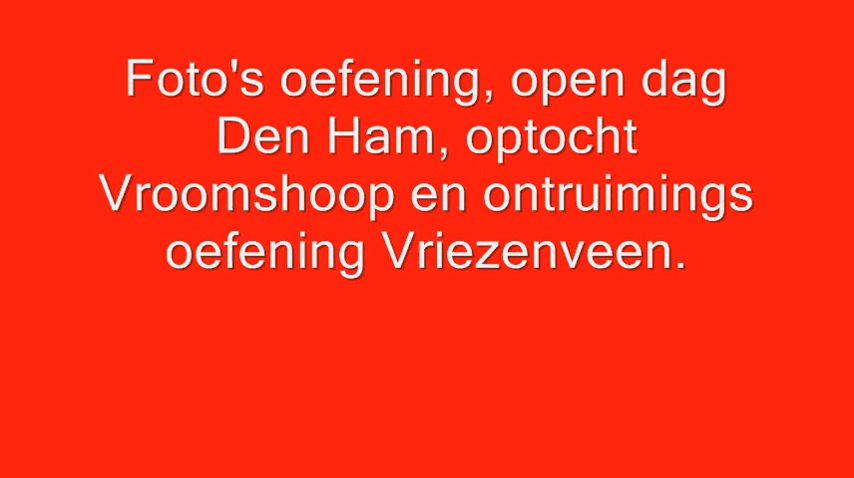 Foto's oefening, open dag
Den Ham, optocht
Vroomshoop en ontruimings
oefening Vriezenveen.